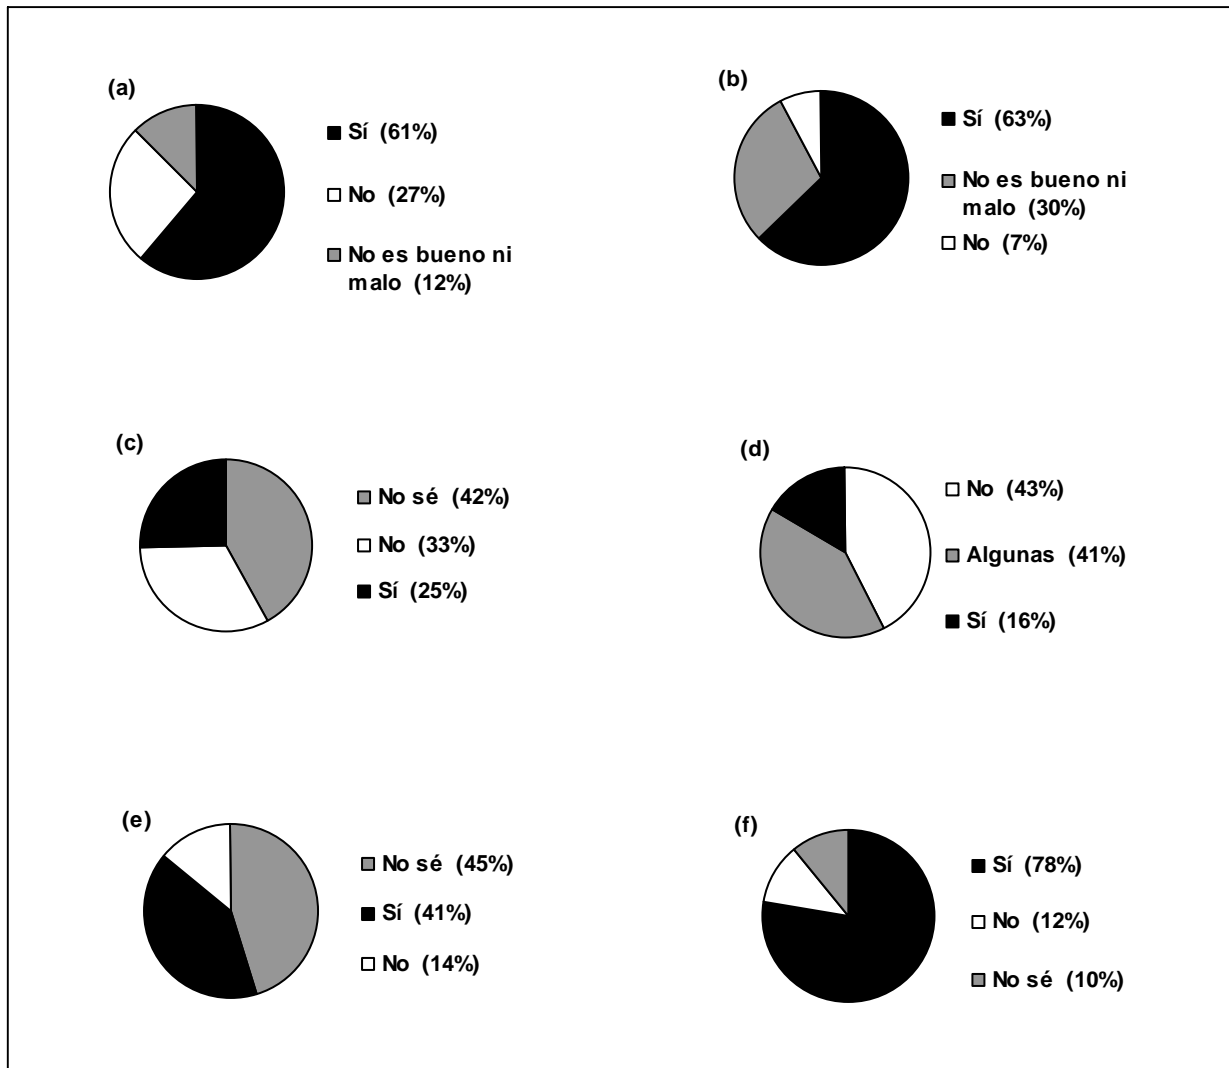 (a)
Sí (61%)
No (27%)
No es bueno ni
malo (12%)
(b)
Sí (63%)
No es bueno ni
malo (30%)
No (7%)
(c)
No sé (42%)
No (33%)
Sí (25%)
(d)
No (43%)
Algunas (41%)
Sí (16%)
(e)
No sé (45%)
Sí (41%)
No (14%)
(f)
Sí (78%)
No (12%)
No sé (10%)